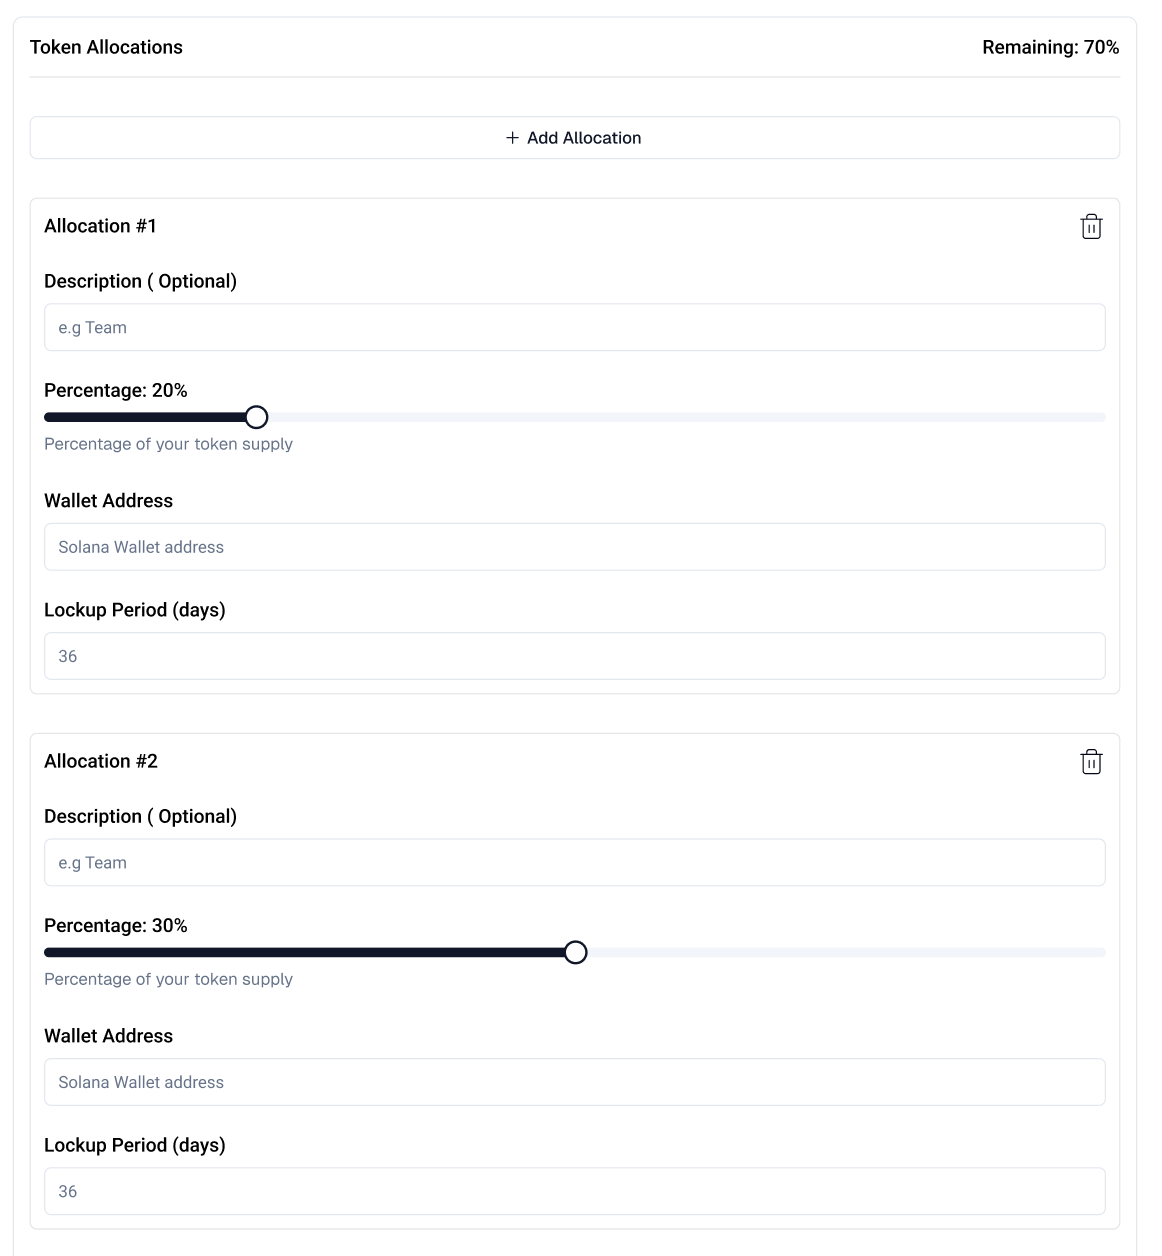 Token Allocations
Remaining: 70%
+ Add Allocation
Allocation #1
Description ( Optional)
e.g Team
Percentage: 20%
Percentage of your token supply
Wallet Address
Solana Wallet address
Lockup Period (days)
36
Allocation #2
Description ( Optional)
e.g Team
Percentage: 30%
Percentage of your token supply
Wallet Address
Solana Wallet address
Lockup Period (days)
36